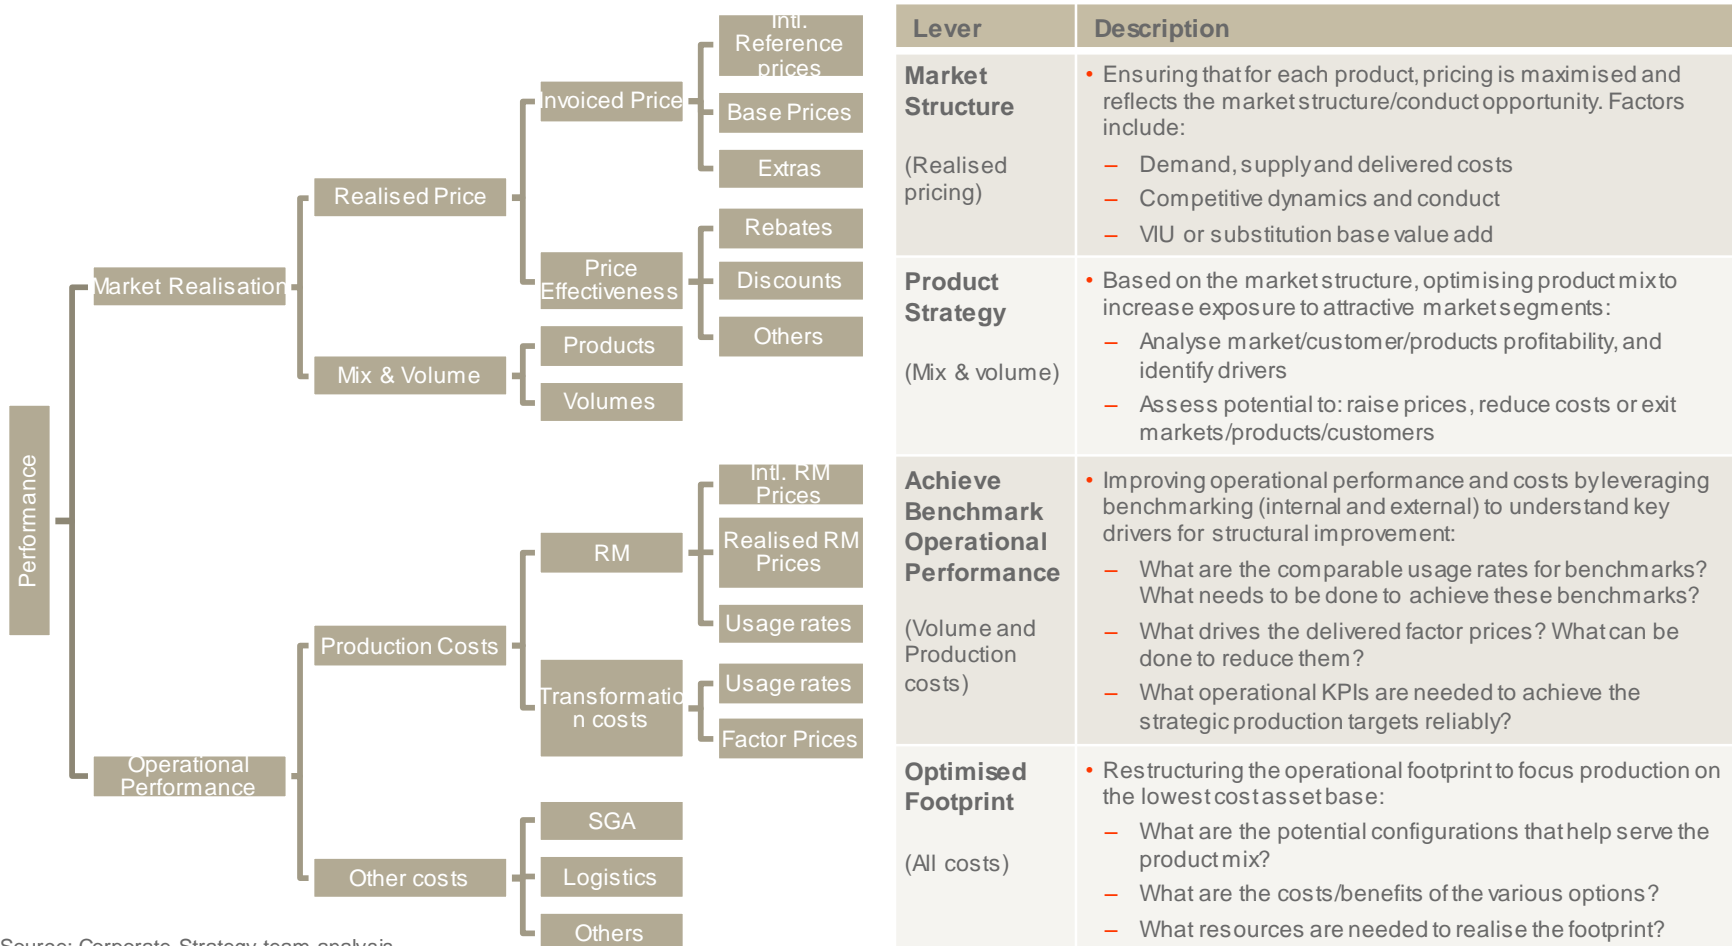 Performance
Market Realisation
Operational
Performance
Realised Price
Mix & Volume
Production Costs
Other costs
Invoiced Price
Price
Effectiveness
Products
Volumes
RM
Transformatio
n costs
SGA
Logistics
Others
Intl.
Reference
prices
Base Prices
Extras
Rebates
Discounts
Others
Intl. RM
Prices
Realised RM
Prices
Usage rates
Usage rates
Factor Prices
Source: Corporate Strategy team analysis
Lever
Description
Market
Structure
(Realised
pricing)
• Ensuring that for each product, pricing is maximised and
reflects the market structure/conduct opportunity. Factors
include:
– Demand, supply and delivered costs
– Competitive dynamics and conduct
– VIU or substitution base value add
Product
Strategy
(Mix & volume)
• Based on the market structure, optimising product mix to
increase exposure to attractive market segments:
– Analyse market/customer/products profitability, and
identify drivers
– Assess potential to: raise prices, reduce costs or exit
markets/products/customers
Achieve
Benchmark
Operational
Performance
(Volume and
Production
costs)
• Improving operational performance and costs by leveraging
benchmarking (internal and external) to understand key
drivers for structural improvement:
– What are the comparable usage rates for benchmarks?
What needs to be done to achieve these benchmarks?
– What drives the delivered factor prices? What can be
done to reduce them?
– What operational KPIs are needed to achieve the
strategic production targets reliably?
Optimised
Footprint
(All costs)
• Restructuring the operational footprint to focus production on
the lowest cost asset base:
– What are the potential configurations that help serve the
product mix?
– What are the costs/benefits of the various options?
– What resources are needed to realise the footprint?